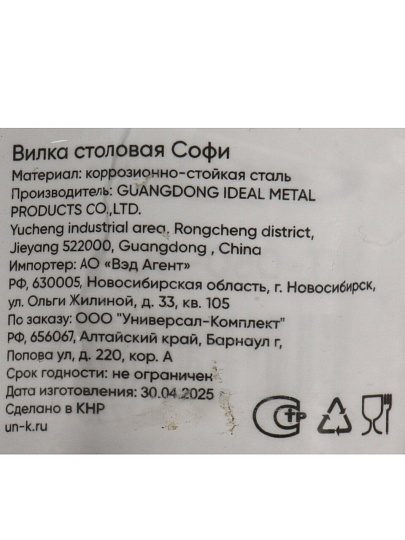 Вилка столовая Софи
Материал: коррозионно-стойкая сталь
Производитель: GUANGDONG IDEAL METAL
PRODUCTS CO.,LTD.
Yucheng industrial area, Rongcheng district,
Jieyang 522000, Guangdong , China
Импортер: АО «Вэд Агент»
РФ, 630005, Новосибирская область, г. Новосибирск,
ул. Ольги Жилиной, д. 33, кв. 105
По заказу: ООО "Универсал-Комплект"
РФ, 656067, Алтайский край, Барнаул г,
Попова ул, д. 220, кор. А
Срок годности: не ограничен
Дата изготовления: 30.04.2025
Сделано в КНР
un-k.ru